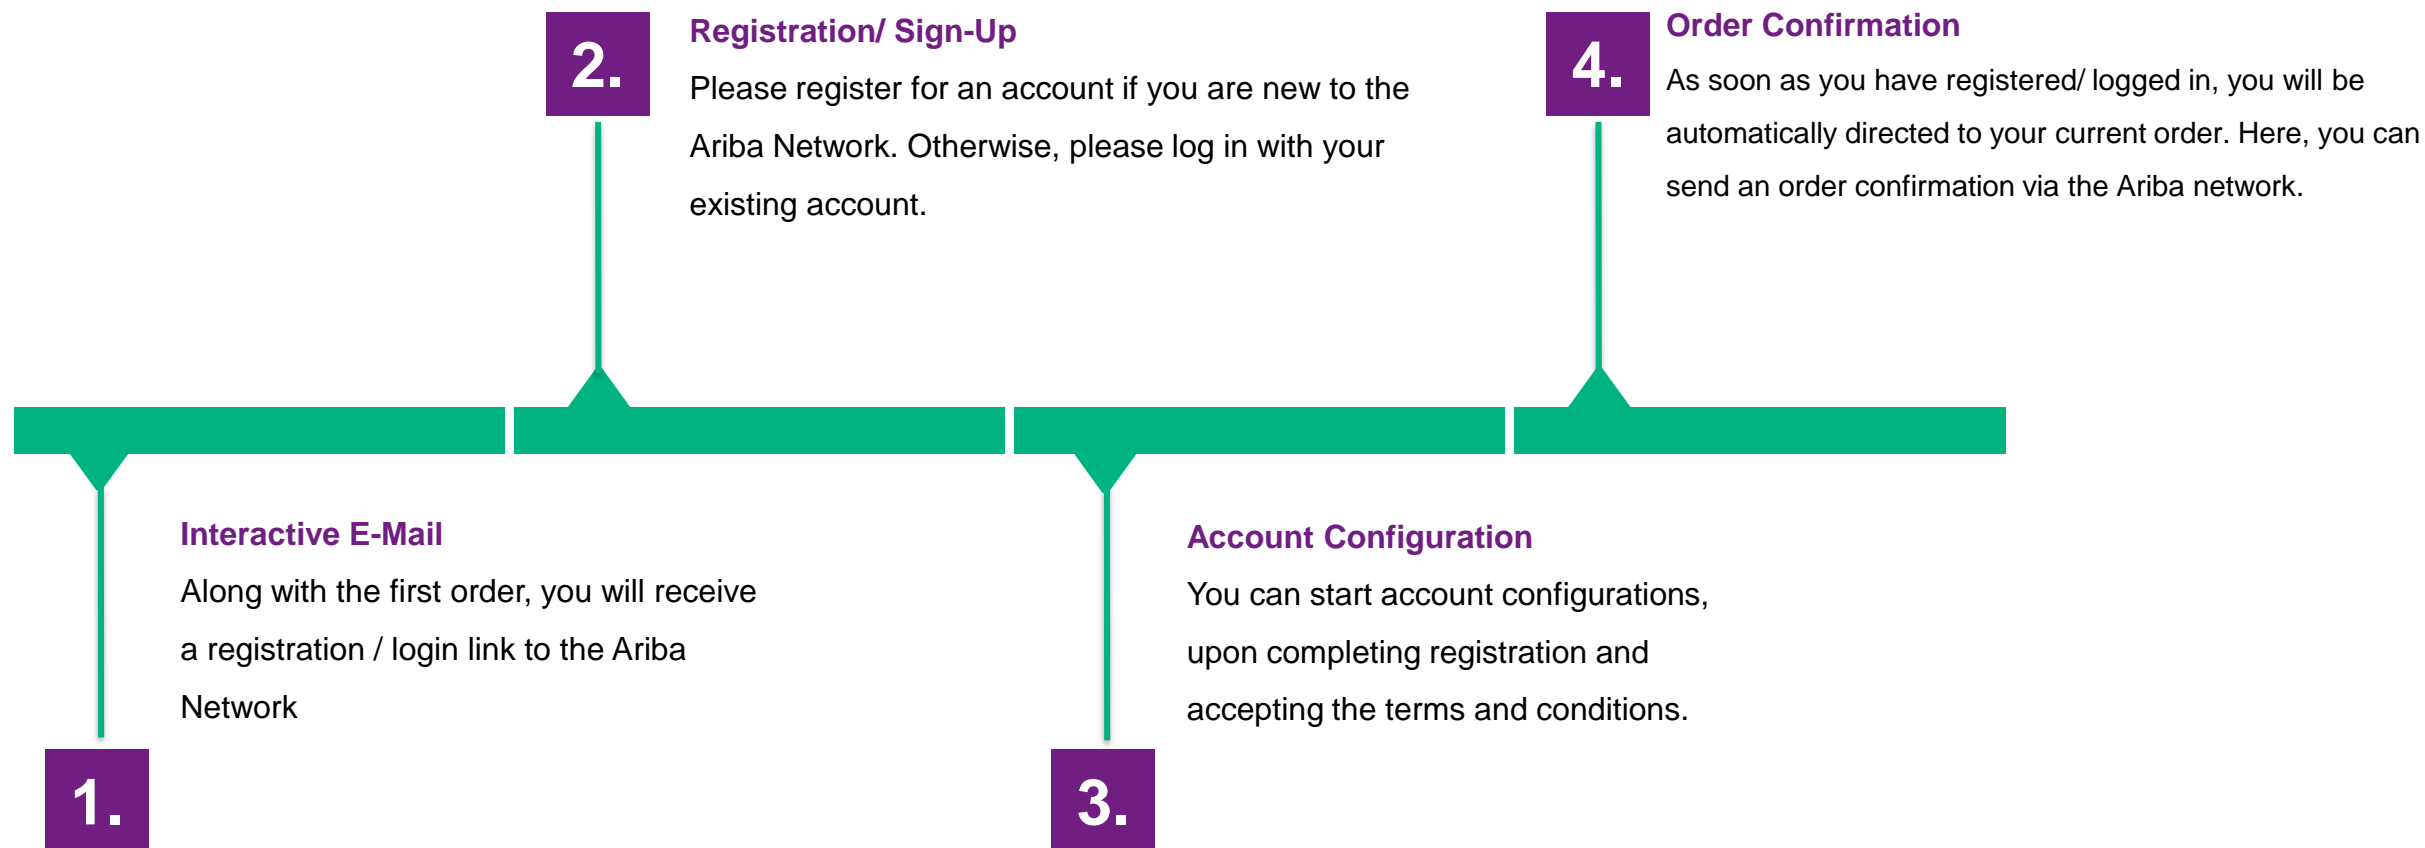 1.
Interactive E-Mail
Along with the first order, you will receive
a registration / login link to the Ariba
Network
2.
Registration/ Sign-Up
Please register for an account if you are new to the
Ariba Network. Otherwise, please log in with your
existing account.
3.
Account Configuration
You can start account configurations,
upon completing registration and
accepting the terms and conditions.
4.
Order Confirmation
As soon as you have registered/ logged in, you will be
automatically directed to your current order. Here, you can
send an order confirmation via the Ariba network.